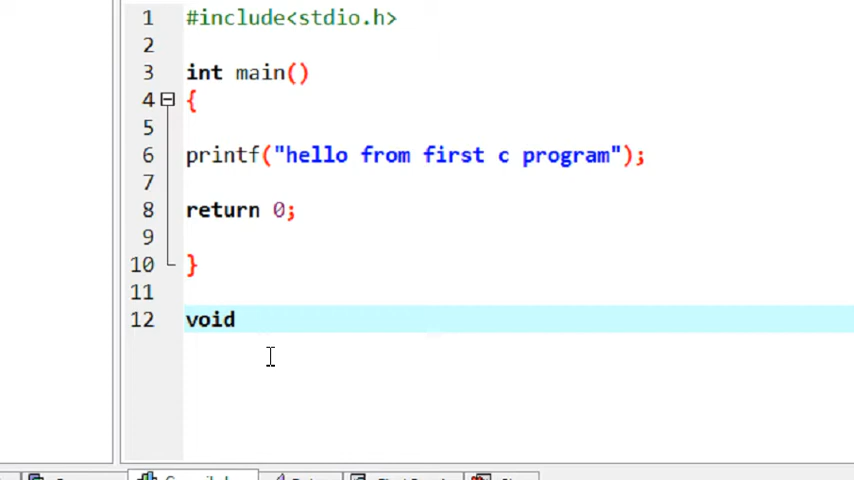 1 #include<stdio.h>
2
3 int main()
4 {
5
6 printf("hello from first c program");
7
8 return 0;
9
10 }
11
12 void